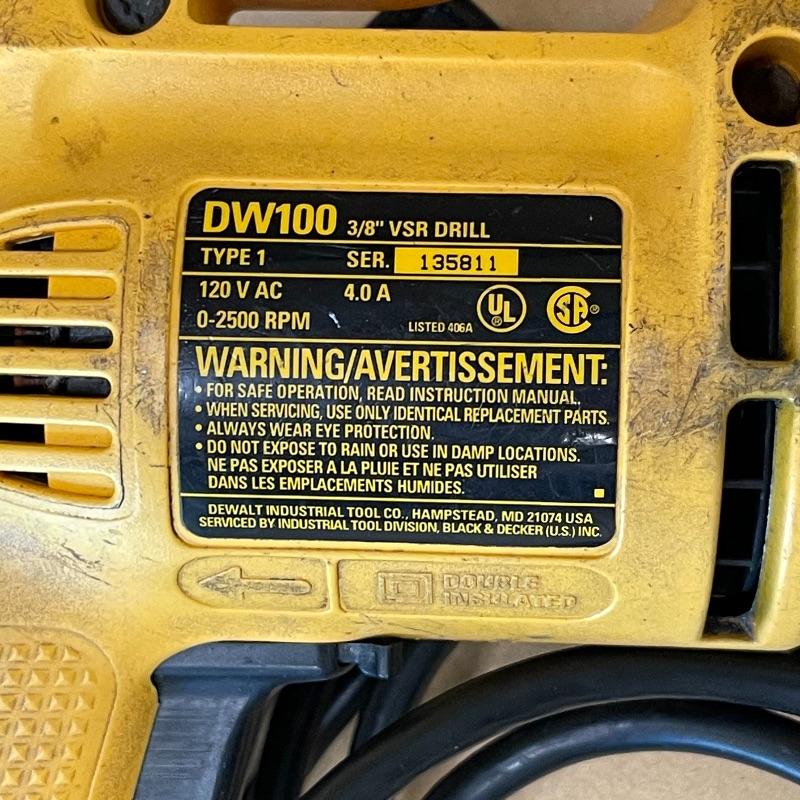 DW100 3/8" VSR DRILL
TYPE 1 SER. 135811
120 V AC 4.0 A
0-2500 RPM LISTED 406A UL ® SA ®
WARNING/AVERTISSEMENT:
• FOR SAFE OPERATION, READ INSTRUCTION MANUAL.
• WHEN SERVICING, USE ONLY IDENTICAL REPLACEMENT PARTS.
• ALWAYS WEAR EYE PROTECTION.
• DO NOT EXPOSE TO RAIN OR USE IN DAMP LOCATIONS.
NE PAS EXPOSER A LA PLUIE ET NE PAS UTILISER
DANS LES EMPLACEMENTS HUMIDES.
DEWALT INDUSTRIAL TOOL CO., HAMPSTEAD, MD 21074 USA
SERVICED BY INDUSTRIAL TOOL DIVISION, BLACK & DECKER (U.S.) INC.
DOUBLE
INSULATED